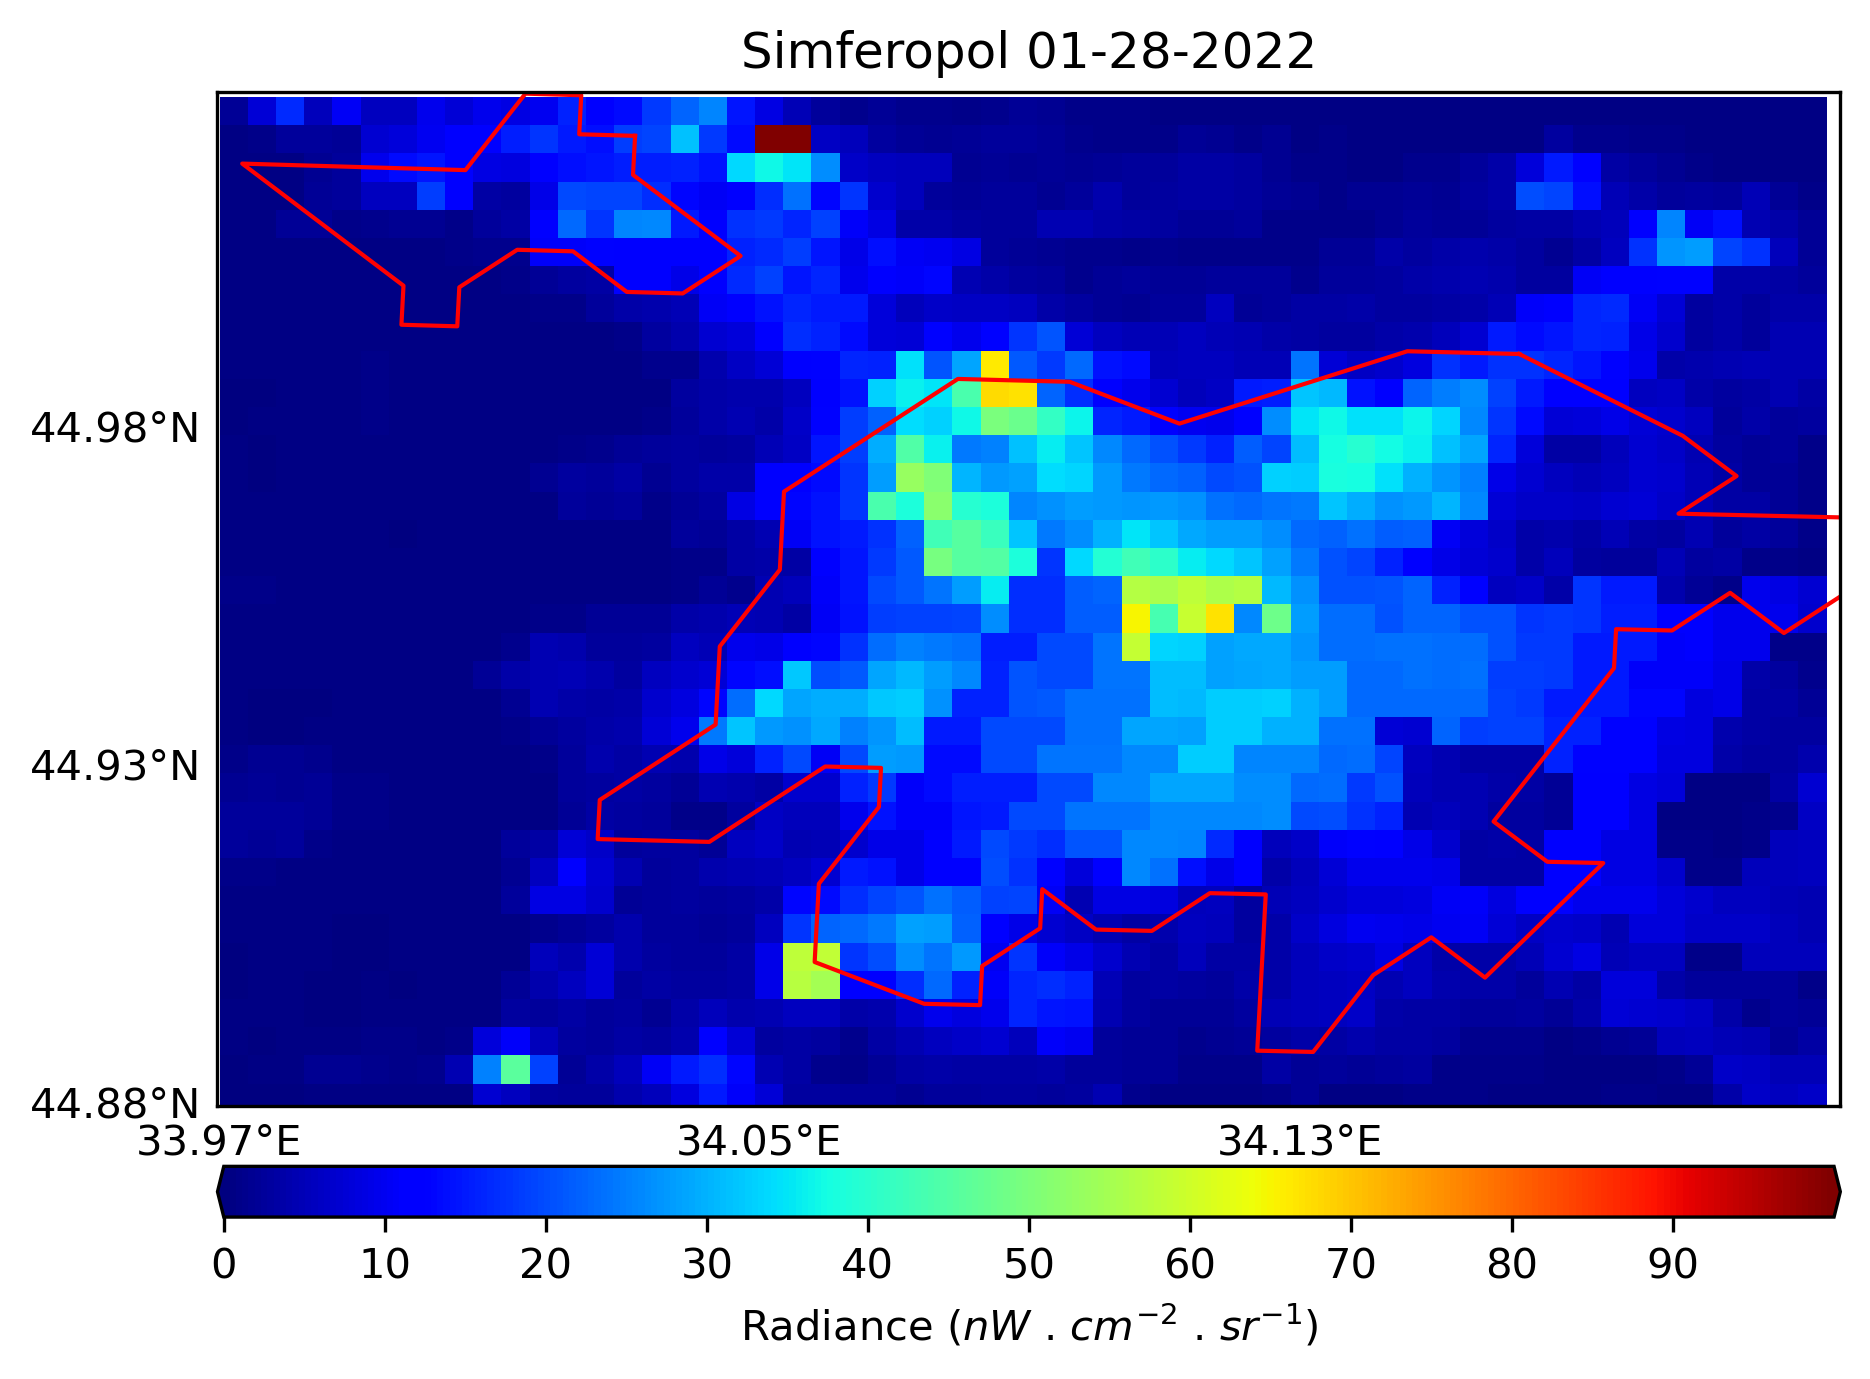 Simferopol 01-28-2022
44.98°N
44.93°N
44.88°N
33.97°E 34.05°E 34.13°E
0 10 20 30 40 50 60 70 80 90
Radiance (nW . cm⁻² . sr⁻¹)